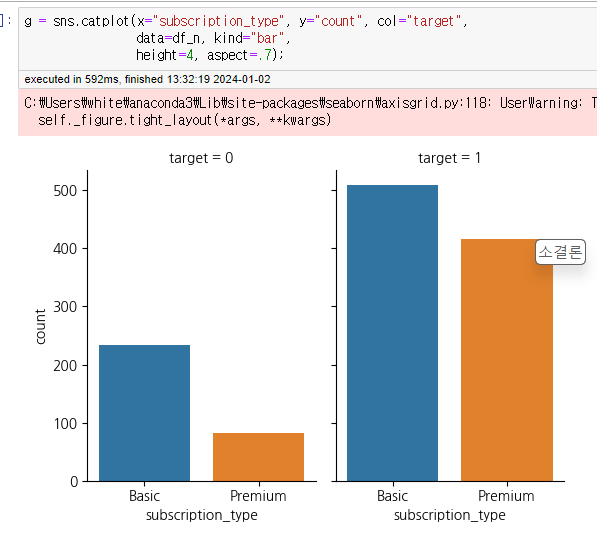 ]: g = sns.catplot(x="subscription_type", y="count", col="target",
data=df_n, kind="bar",
height=4, aspect=.7);
executed in 592ms, finished 13:32:19 2024-01-02
C:₩Users₩white₩anaconda3₩Lib₩site-packages₩seaborn₩axisgrid.py:118: UserWarning: T
self._figure.tight_layout(*args, **kwargs)
target = 0
target = 1
500
400
300
200
100
0
count
소결론
Basic
Premium
Basic
Premium
subscription_type
subscription_type